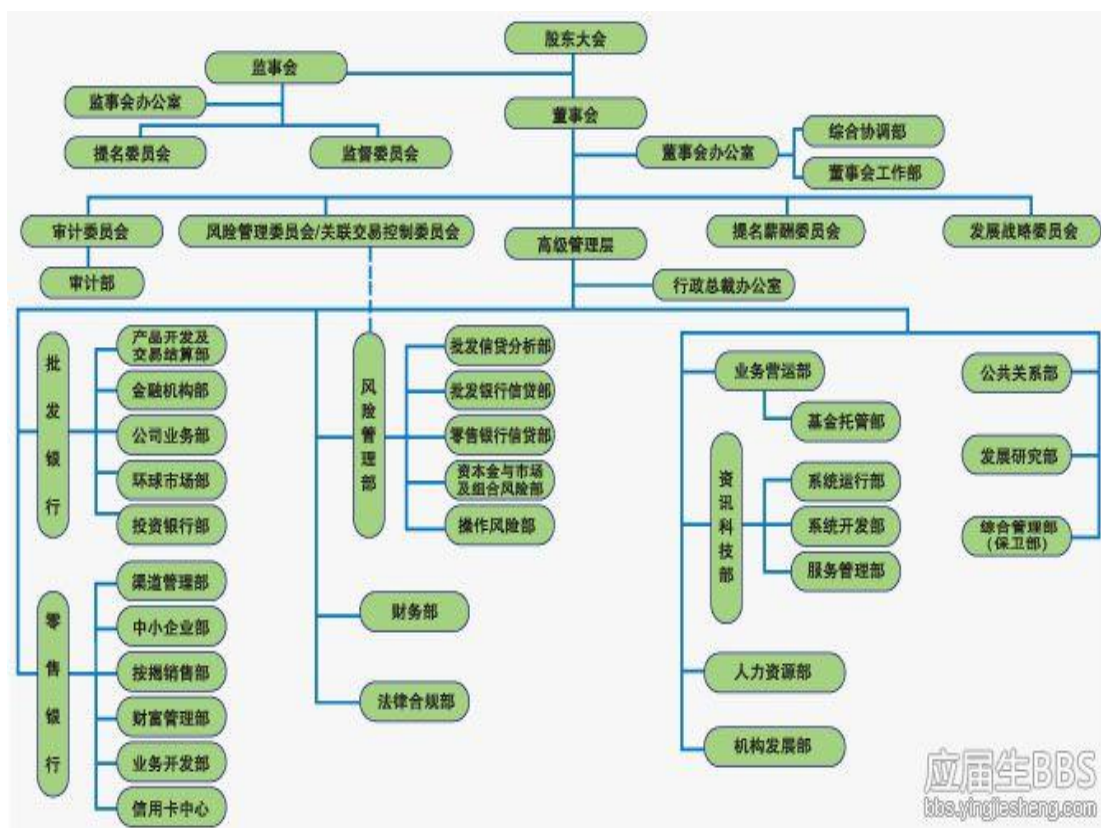 股东大会
监事会
监事会办公室
董事会
提名委员会
监督委员会
董事会办公室
综合协调部
董事会工作部
审计委员会
风险管理委员会/关联交易控制委员会
高级管理层
提名薪酬委员会
发展战略委员会
审计部
行政总裁办公室
批发银行
产品开发及
交易结算部
金融机构部
公司业务部
环球市场部
投资银行部
零售银行
渠道管理部
中小企业部
按揭销售部
财富管理部
业务开发部
信用卡中心
风险管理部
批发信贷分析部
批发银行信贷部
零售银行信贷部
资本金与市场
及组合风险部
操作风险部
财务部
法律合规部
业务营运部
基金托管部
资讯科技部
系统运行部
系统开发部
服务管理部
人力资源部
机构发展部
公共关系部
发展研究部
综合管理部
(保卫部)
应届生BBS
bbs.yingjiesheng.com